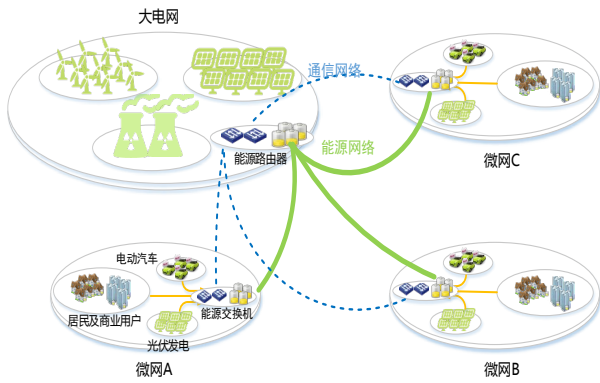 大电网
通信网络
能源网络
能源路由器
微网C
电动汽车
居民及商业用户
能源交换机
光伏发电
微网A
微网B